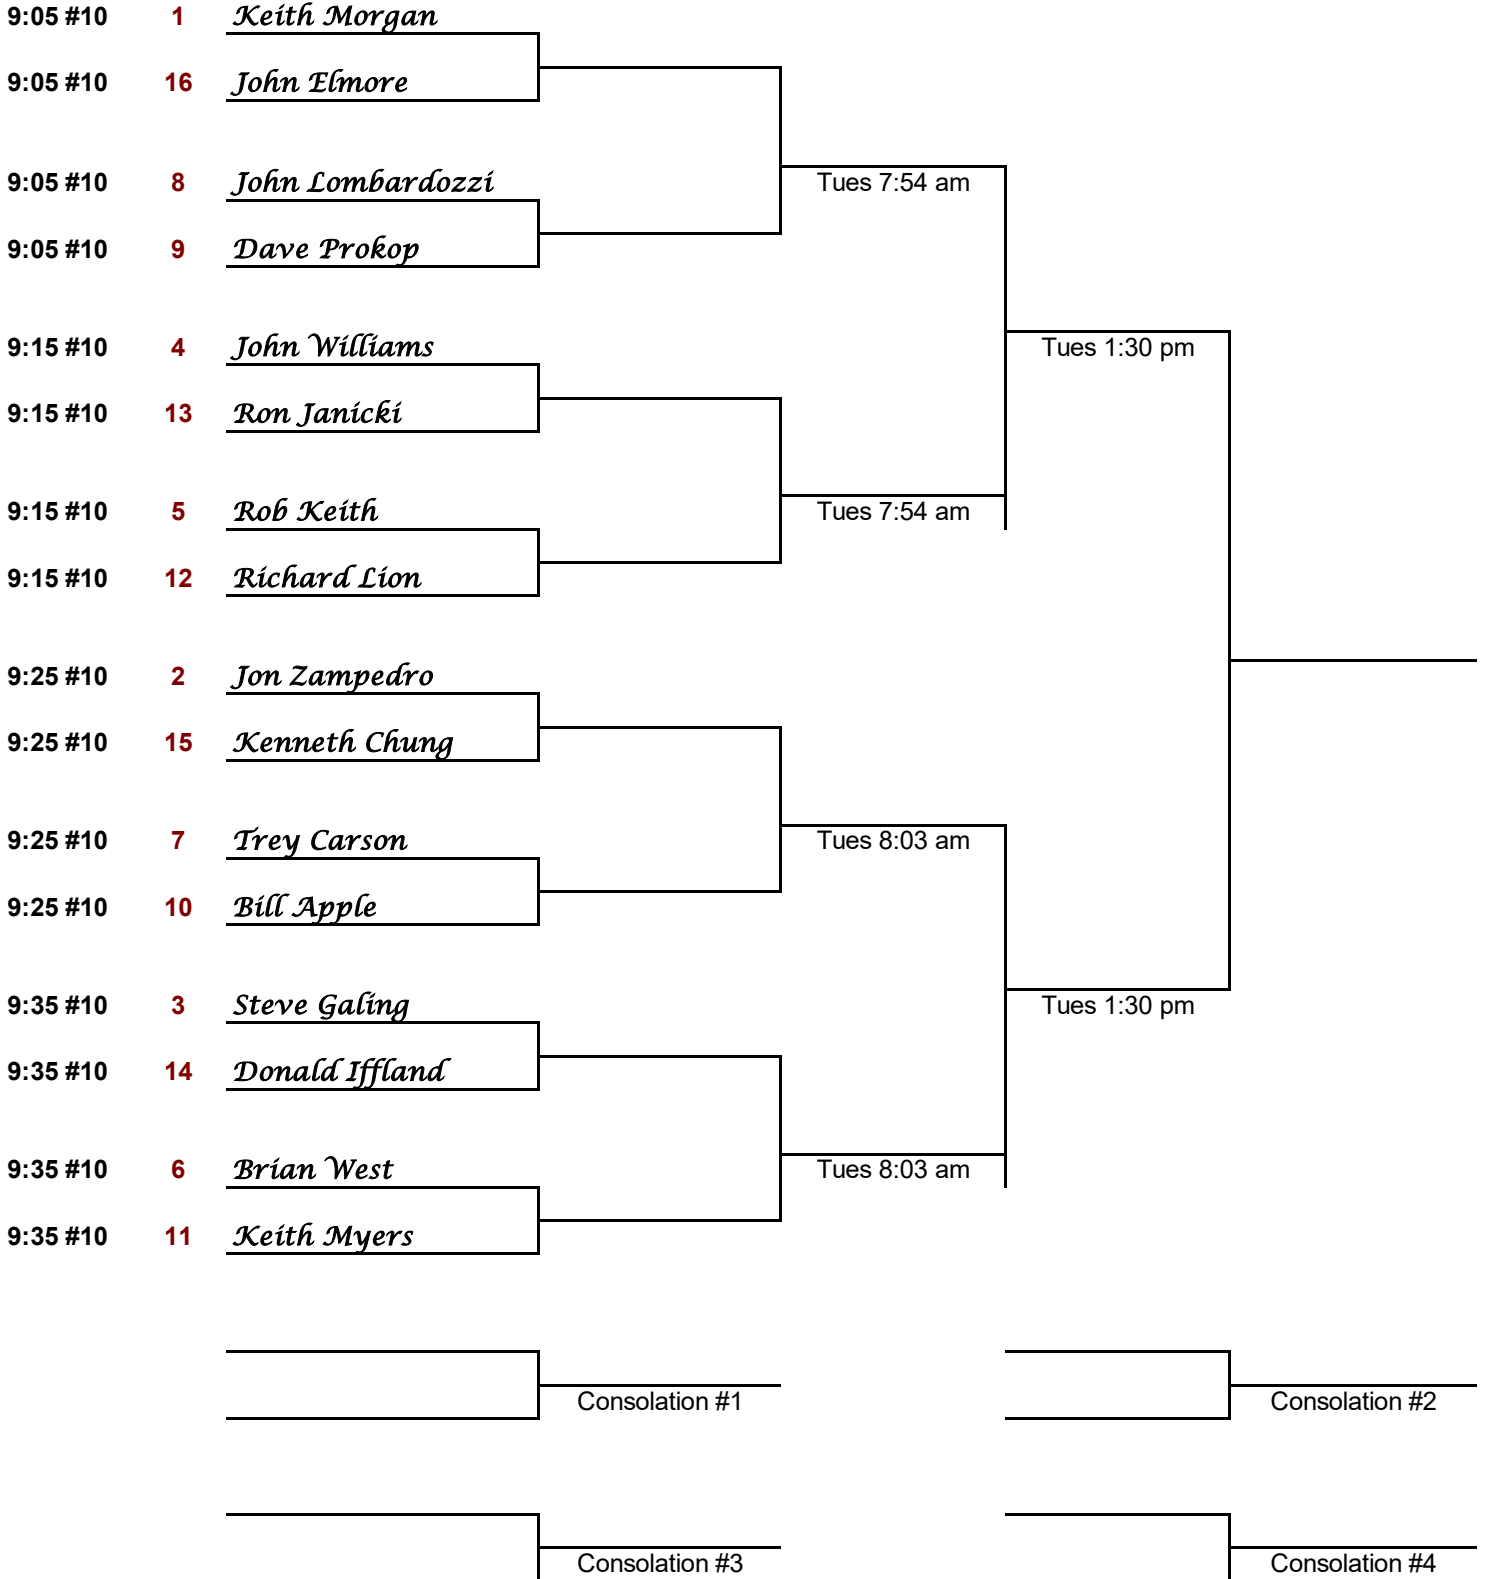 9:05 #10 1 Keith Morgan
9:05 #10 16 John Elmore
9:05 #10 8 John Lombardozzi Tues 7:54 am
9:05 #10 9 Dave Prokop
9:15 #10 4 John Williams Tues 1:30 pm
9:15 #10 13 Ron Janicki
9:15 #10 5 Rob Keith Tues 7:54 am
9:15 #10 12 Richard Lion
9:25 #10 2 Jon Zampedro
9:25 #10 15 Kenneth Chung
9:25 #10 7 Trey Carson Tues 8:03 am
9:25 #10 10 Bill Apple
9:35 #10 3 Steve Galing Tues 1:30 pm
9:35 #10 14 Donald Iffland
9:35 #10 6 Brian West Tues 8:03 am
9:35 #10 11 Keith Myers
Consolation #1 Consolation #2
Consolation #3 Consolation #4